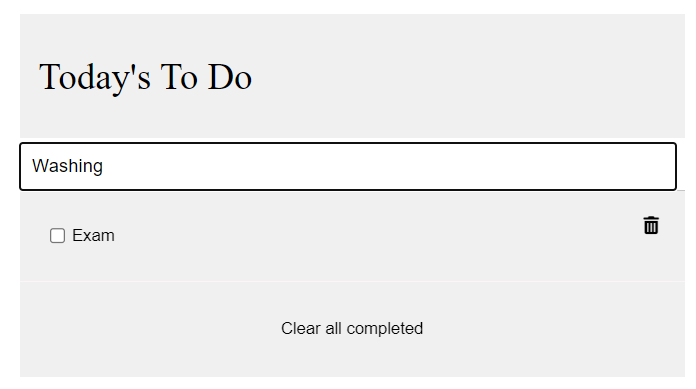 Today's To Do
Washing
Exam
Clear all completed